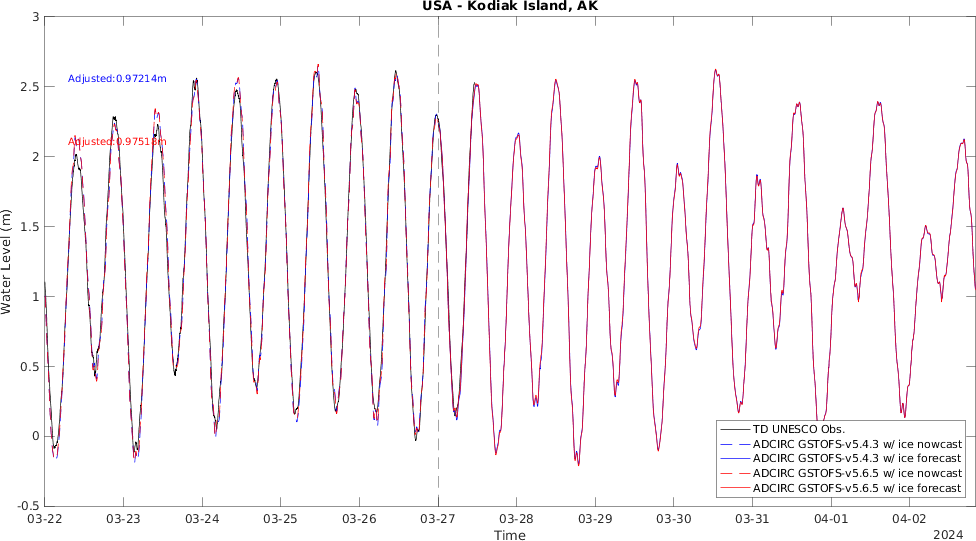 USA - Kodiak Island, AK
3
2.5
2
1.5
1
0.5
0
-0.5
Water Level (m)
Adjusted:0.97214m
Adjusted:0.97518m
TD UNESCO Obs.
ADCIRC GSTOFS-v5.4.3 w/ ice nowcast
ADCIRC GSTOFS-v5.4.3 w/ ice forecast
ADCIRC GSTOFS-v5.6.5 w/ ice nowcast
ADCIRC GSTOFS-v5.6.5 w/ ice forecast
03-22 03-23 03-24 03-25 03-26 03-27 03-28 03-29 03-30 03-31 04-01 04-02
Time
2024